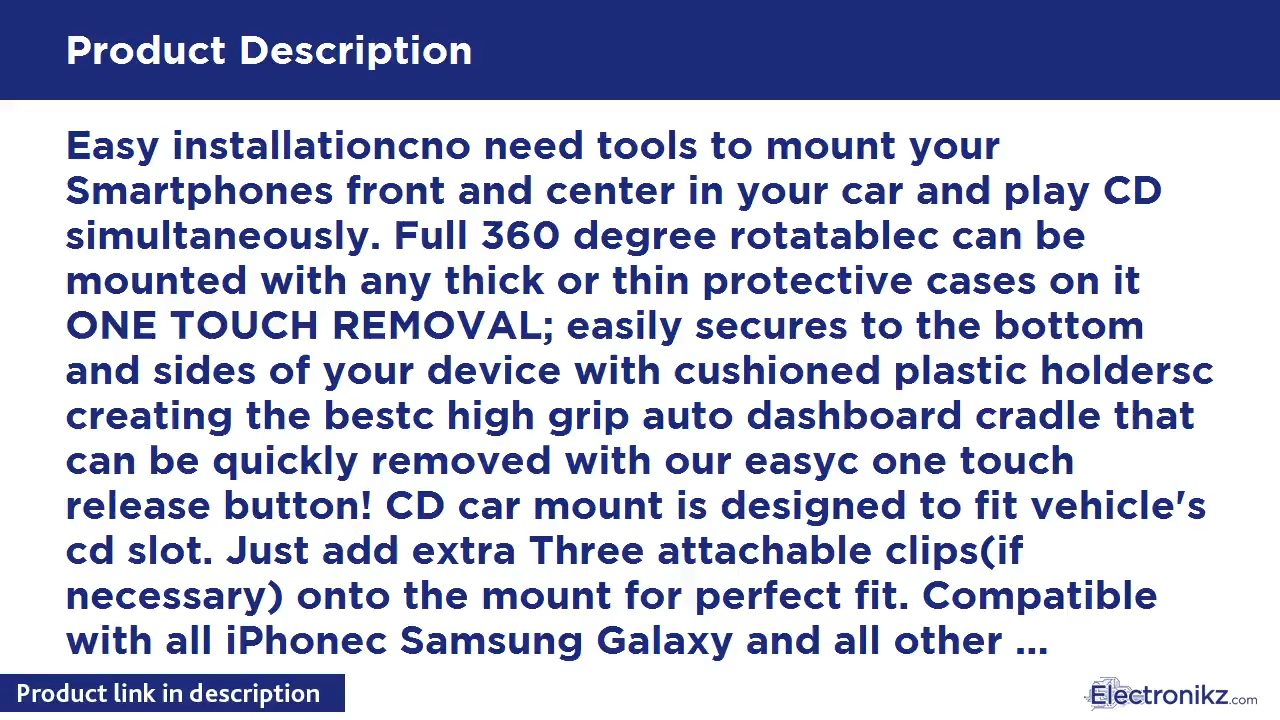 Product Description
Easy installationcno need tools to mount your
Smartphones front and center in your car and play CD
simultaneously. Full 360 degree rotatablec can be
mounted with any thick or thin protective cases on it
ONE TOUCH REMOVAL; easily secures to the bottom
and sides of your device with cushioned plastic holdersc
creating the bestc high grip auto dashboard cradle that
can be quickly removed with our easyc one touch
release button! CD car mount is designed to fit vehicle's
cd slot. Just add extra Three attachable clips(if
necessary) onto the mount for perfect fit. Compatible
with all iPhonec Samsung Galaxy and all other ...
Product link in description
Electronikz.com